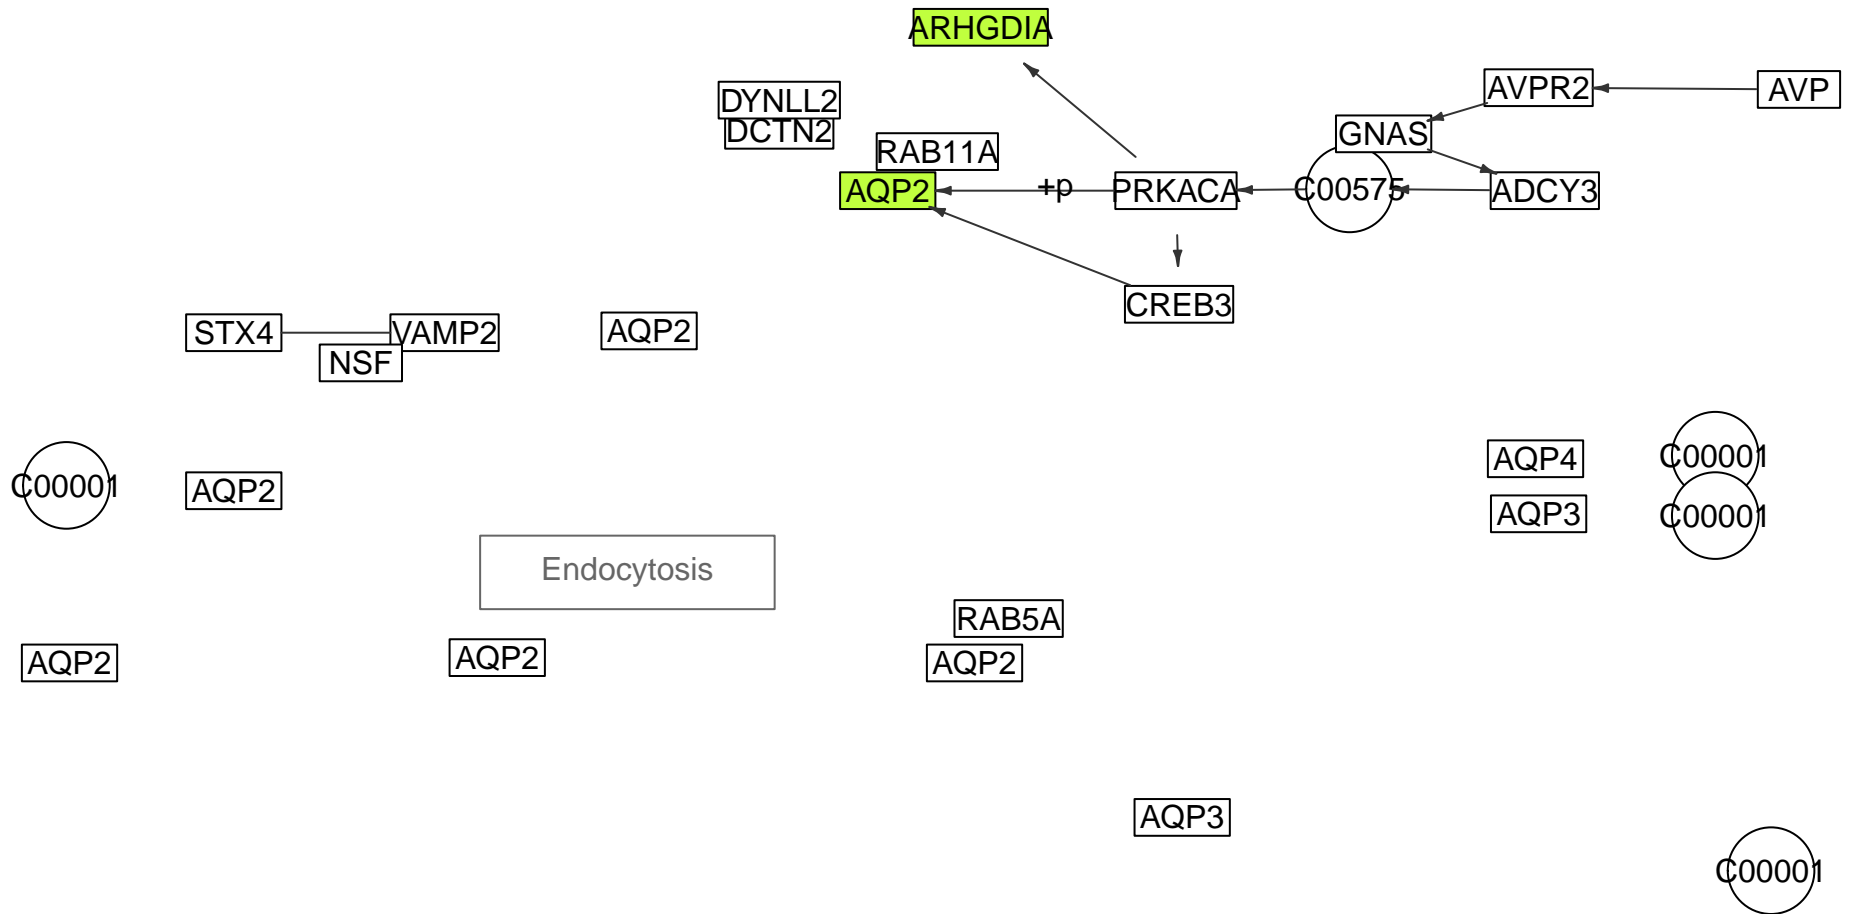 ARHGDIA
DYNLL2
DCTN2
RAB11A
AVPR2
AVP
GNAS
AQP2
+p
PRKACA
C00575
ADCY3
CREB3
STX4
VAMP2
NSF
AQP2
C00001
AQP2
AQP4
C00001
AQP3
C00001
Endocytosis
RAB5A
AQP2
AQP2
AQP2
AQP3
C00001